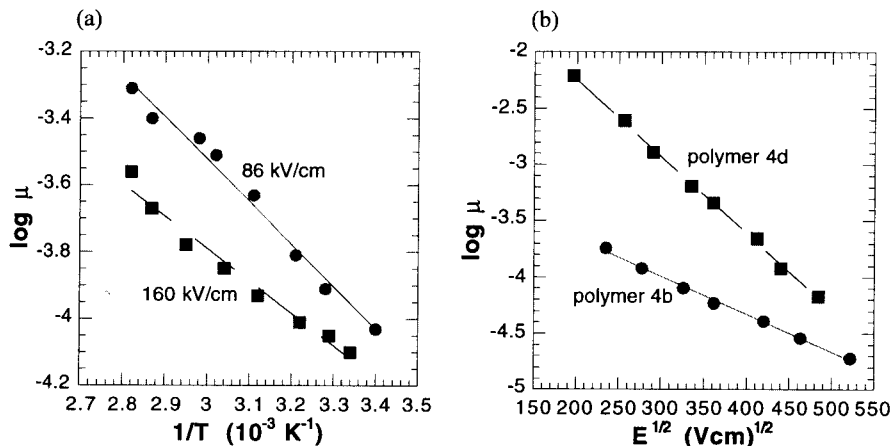 (a)
-3.2
-3.4
-3.6
-3.8
-4
-4.2
log μ
86 kV/cm
160 kV/cm
2.7 2.8 2.9 3 3.1 3.2 3.3 3.4 3.5
1/T (10⁻³ K⁻¹)
(b)
-2
-2.5
-3
-3.5
-4
-4.5
-5
log μ
polymer 4d
polymer 4b
150 200 250 300 350 400 450 500 550
E^1/2 (Vcm)^1/2